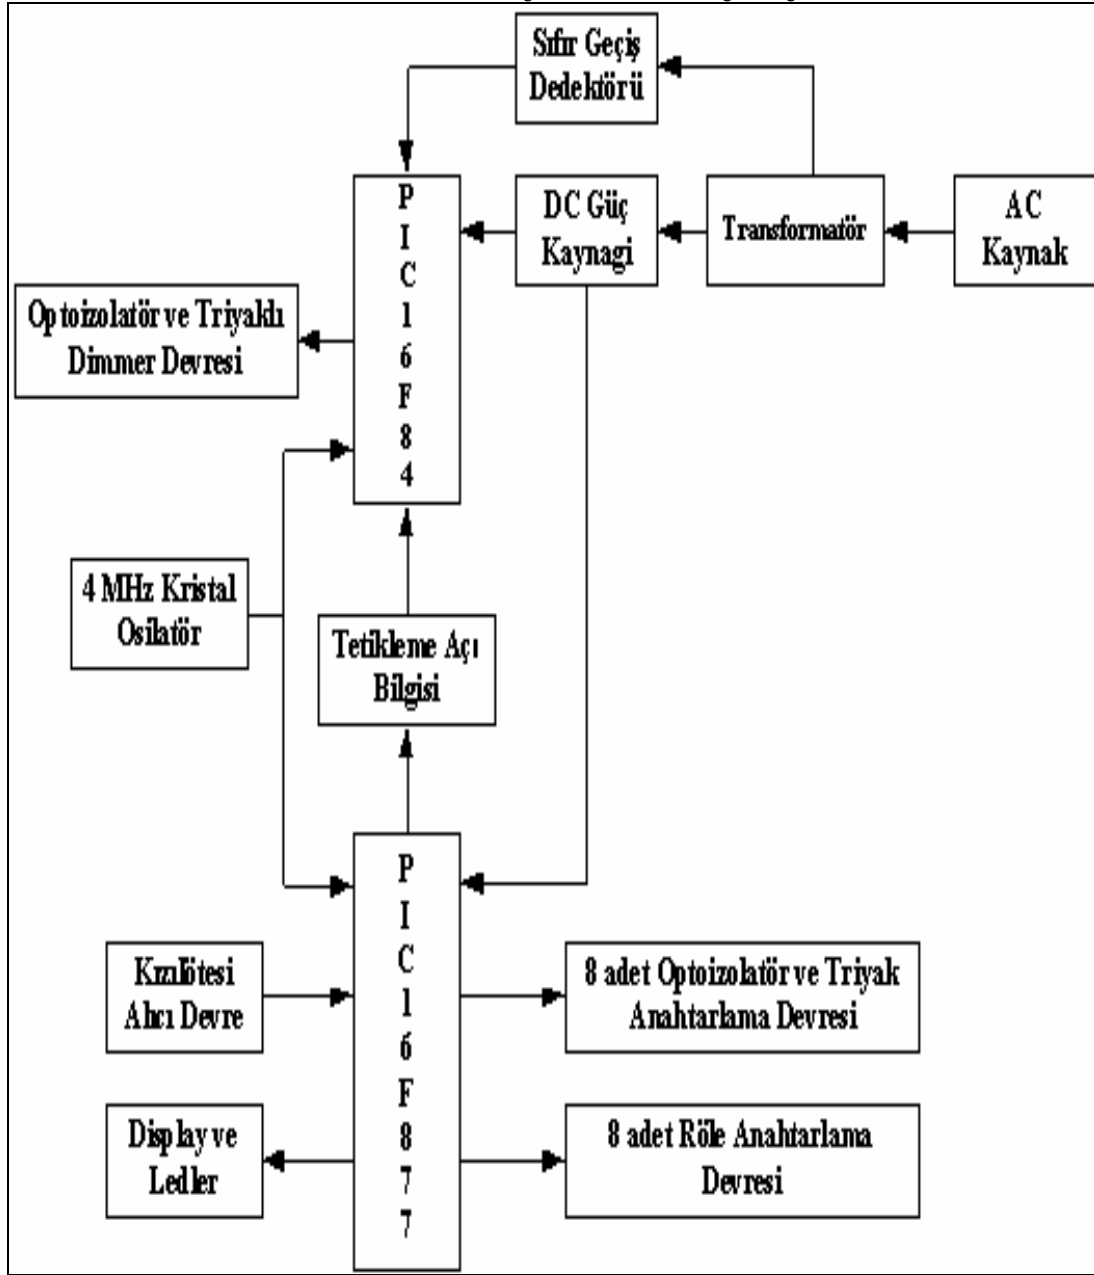 Sıfır Geçiş
Dedektörü
P
I
C
1
6
F
8
4
DC Güç
Kaynagi
Transformatör
AC
Kaynak
Optoizolatör ve Triyaklı
Dimmer Devresi
4 MHz Kristal
Osilatör
Tetikleme Açı
Bilgisi
P
I
C
1
6
F
8
7
7
Kızılötesi
Alıcı Devre
8 adet Optoizolatör ve Triyak
Anahtarlama Devresi
Display ve
Ledler
8 adet Röle Anahtarlama
Devresi